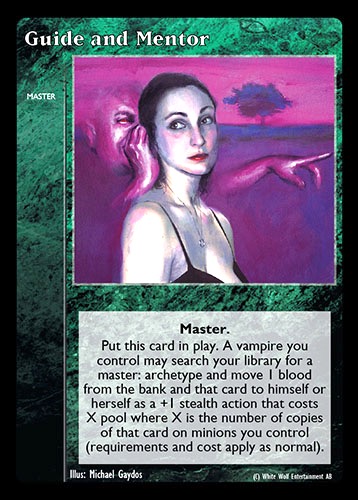 Guide and Mentor
MASTER
Master.
Put this card in play. A vampire you
control may search your library for a
master: archetype and move 1 blood
from the bank and that card to himself or
herself as a +1 stealth action that costs
X pool where X is the number of copies
of that card on minions you control
(requirements and cost apply as normal).
Illus: Michael Gaydos
(C) White Wolf Entertainment AB